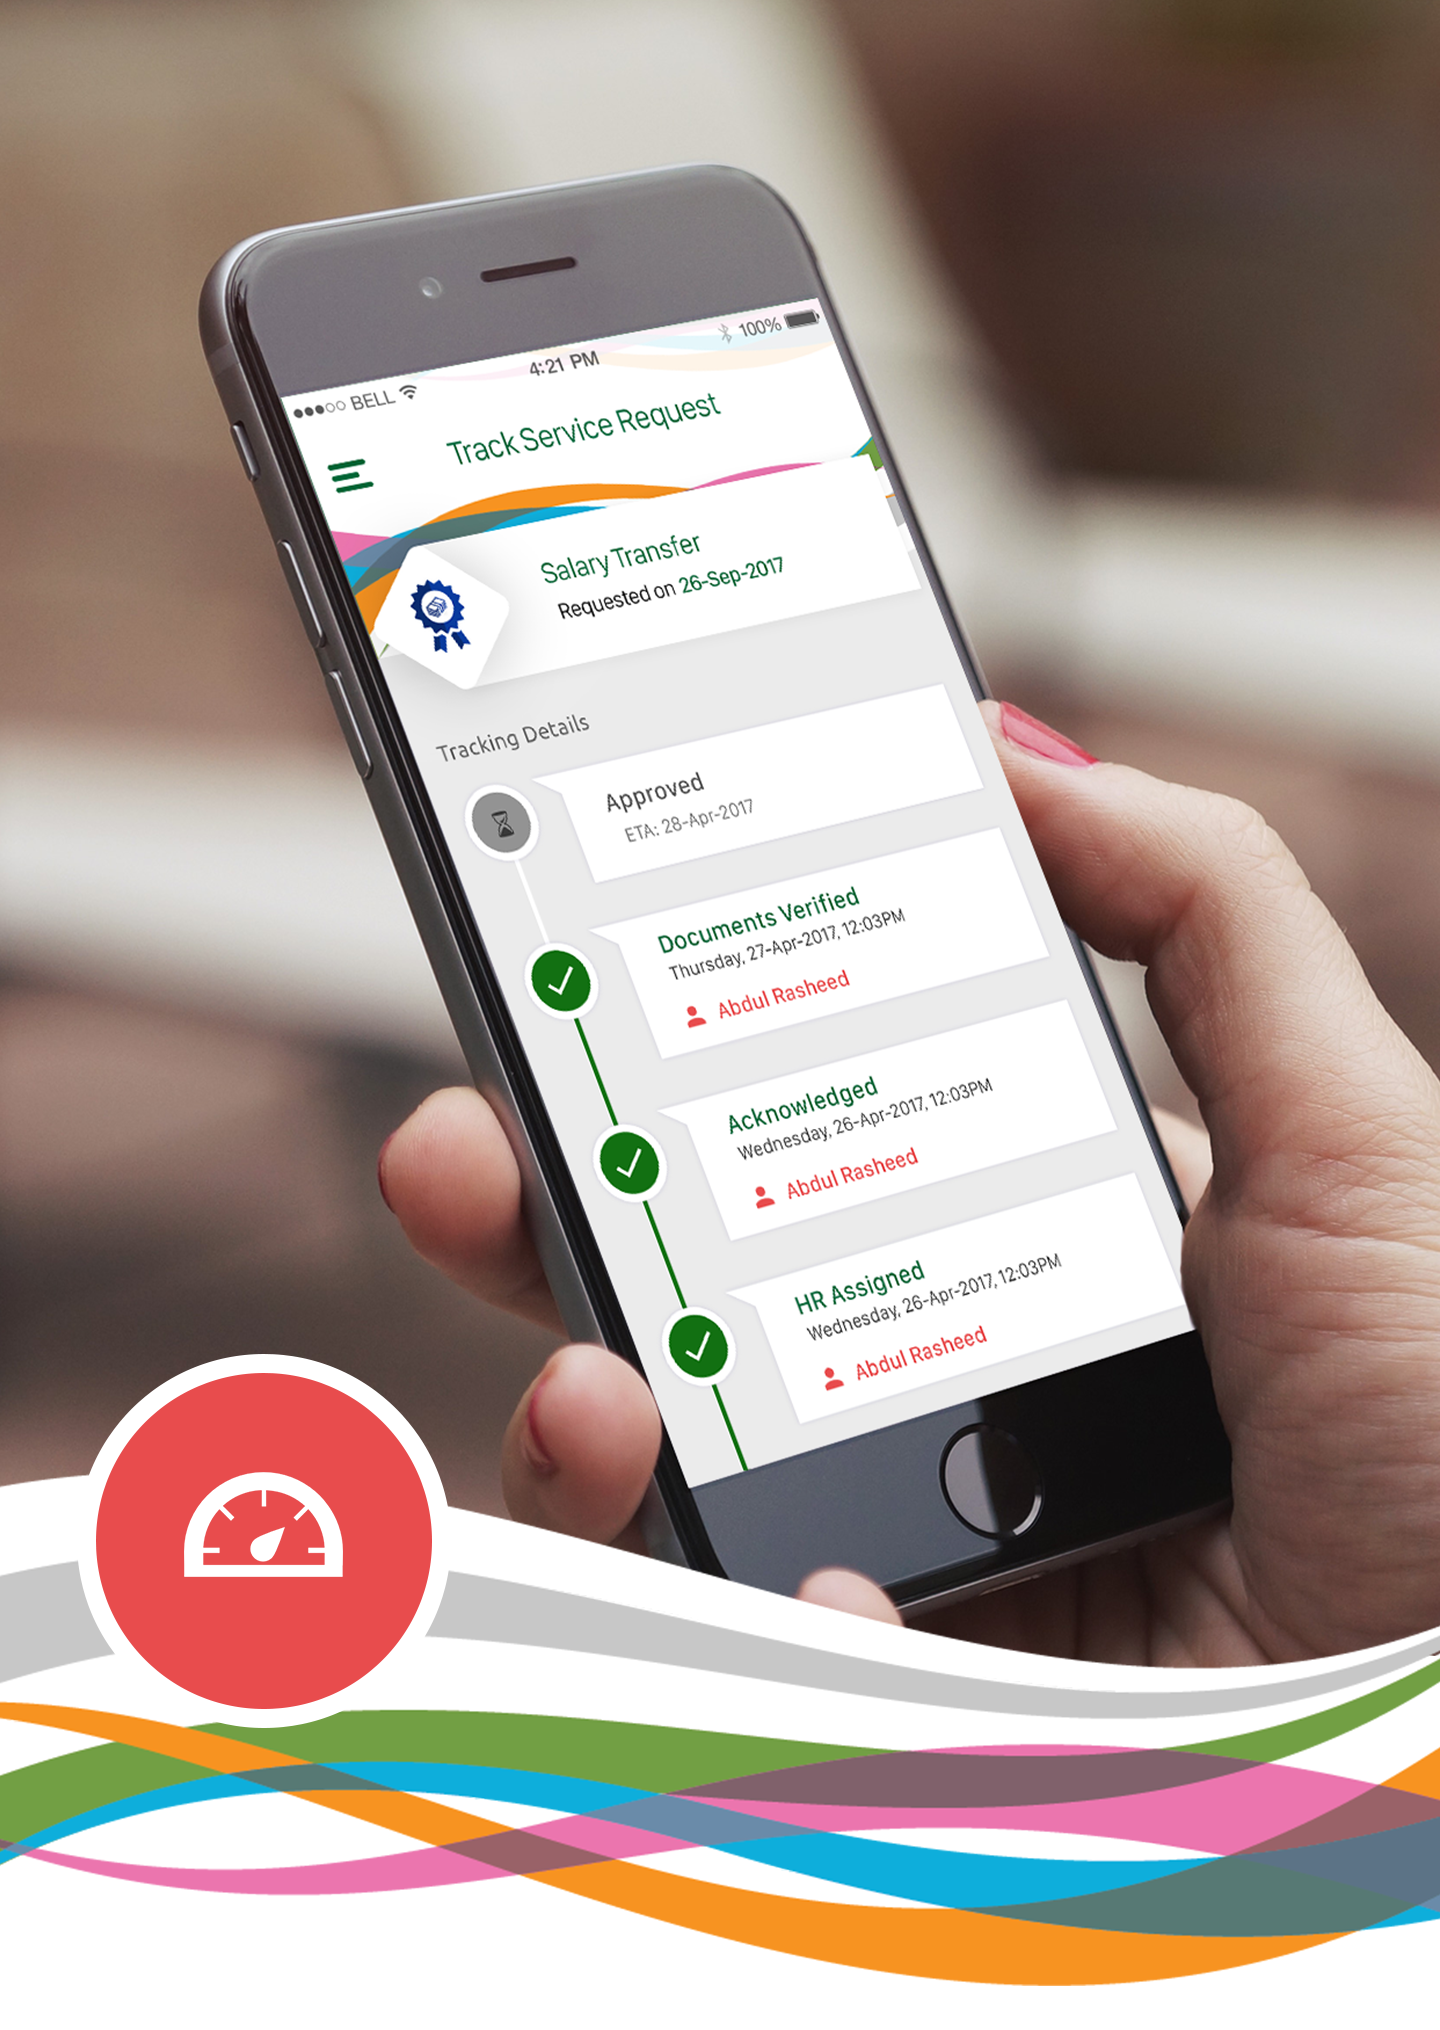 BELL
4:21 PM
100%
Track Service Request
Salary Transfer
Requested on 26-Sep-2017
Tracking Details
Approved
ETA: 28-Apr-2017
Documents Verified
Thursday, 27-Apr-2017, 12:03PM
Abdul Rasheed
Acknowledged
Wednesday, 26-Apr-2017, 12:03PM
Abdul Rasheed
HR Assigned
Wednesday, 26-Apr-2017, 12:03PM
Abdul Rasheed